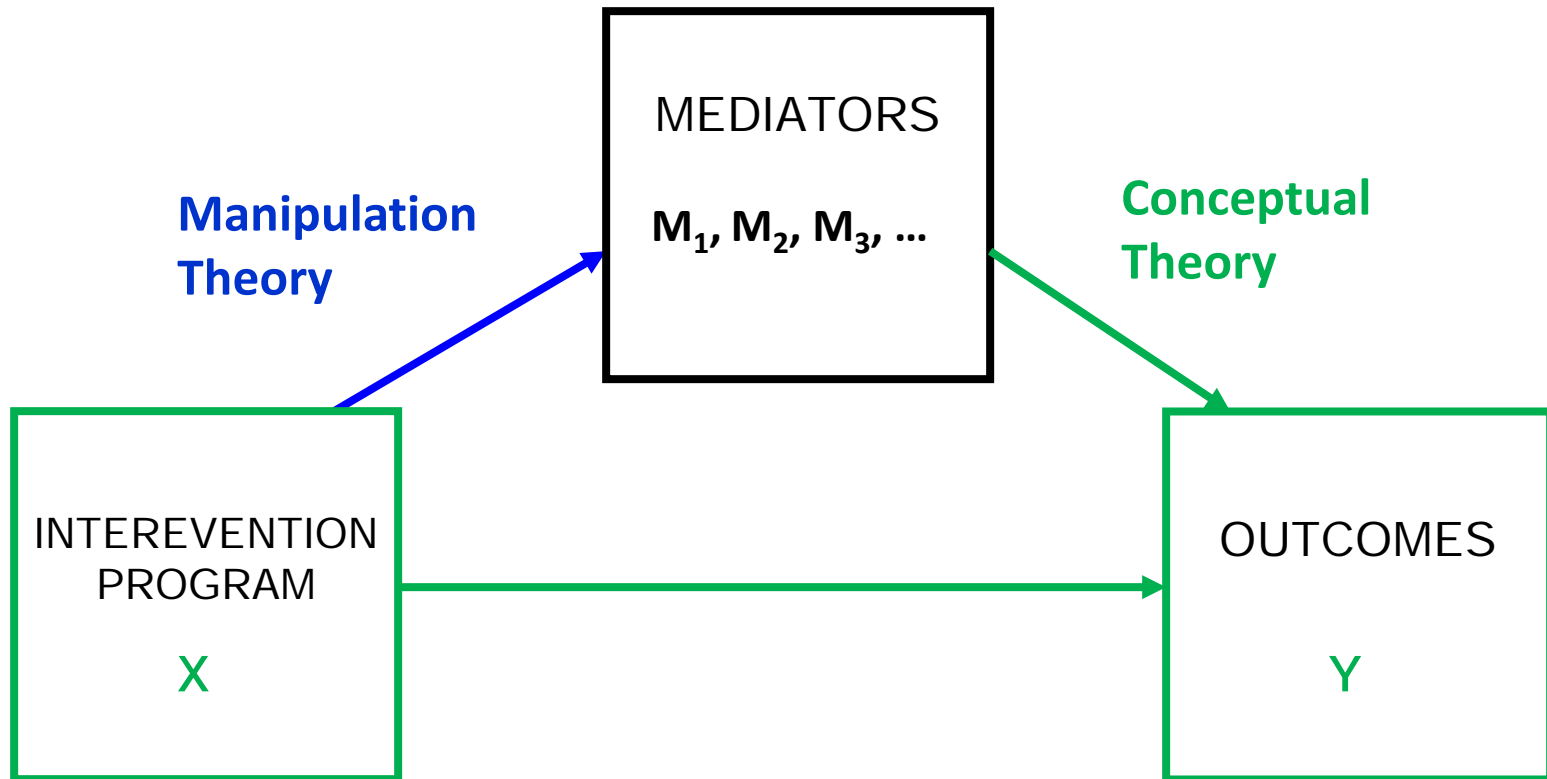 MEDIATORS
M₁, M₂, M₃, ...
Manipulation
Theory
Conceptual
Theory
INTEREVENTION
PROGRAM
X
OUTCOMES
Y